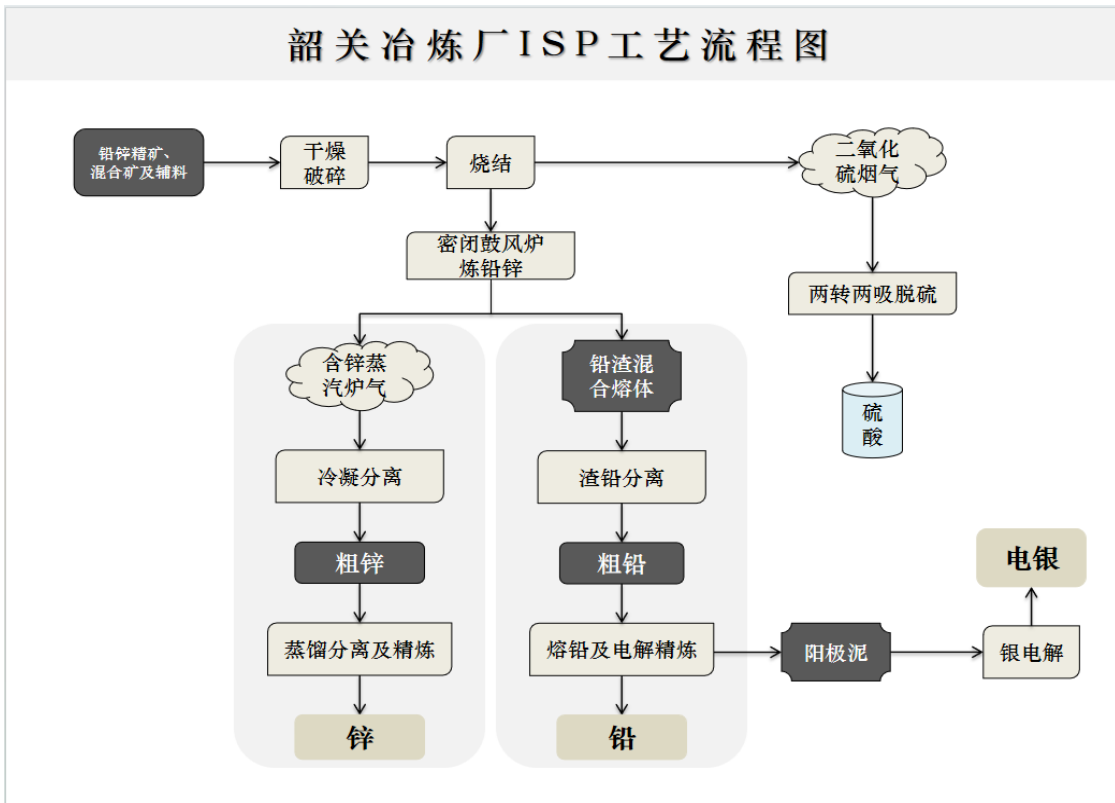 韶关冶炼厂ISP工艺流程图
铅锌精矿、
混合矿及辅料
干燥
破碎
烧结
二氧化
硫烟气
密闭鼓风炉
炼铅锌
两转两吸脱硫
硫
酸
含锌蒸
汽炉气
铅渣混
合熔体
冷凝分离
渣铅分离
粗锌
粗铅
电银
蒸馏分离及精炼
熔铅及电解精炼
阳极泥
银电解
锌
铅